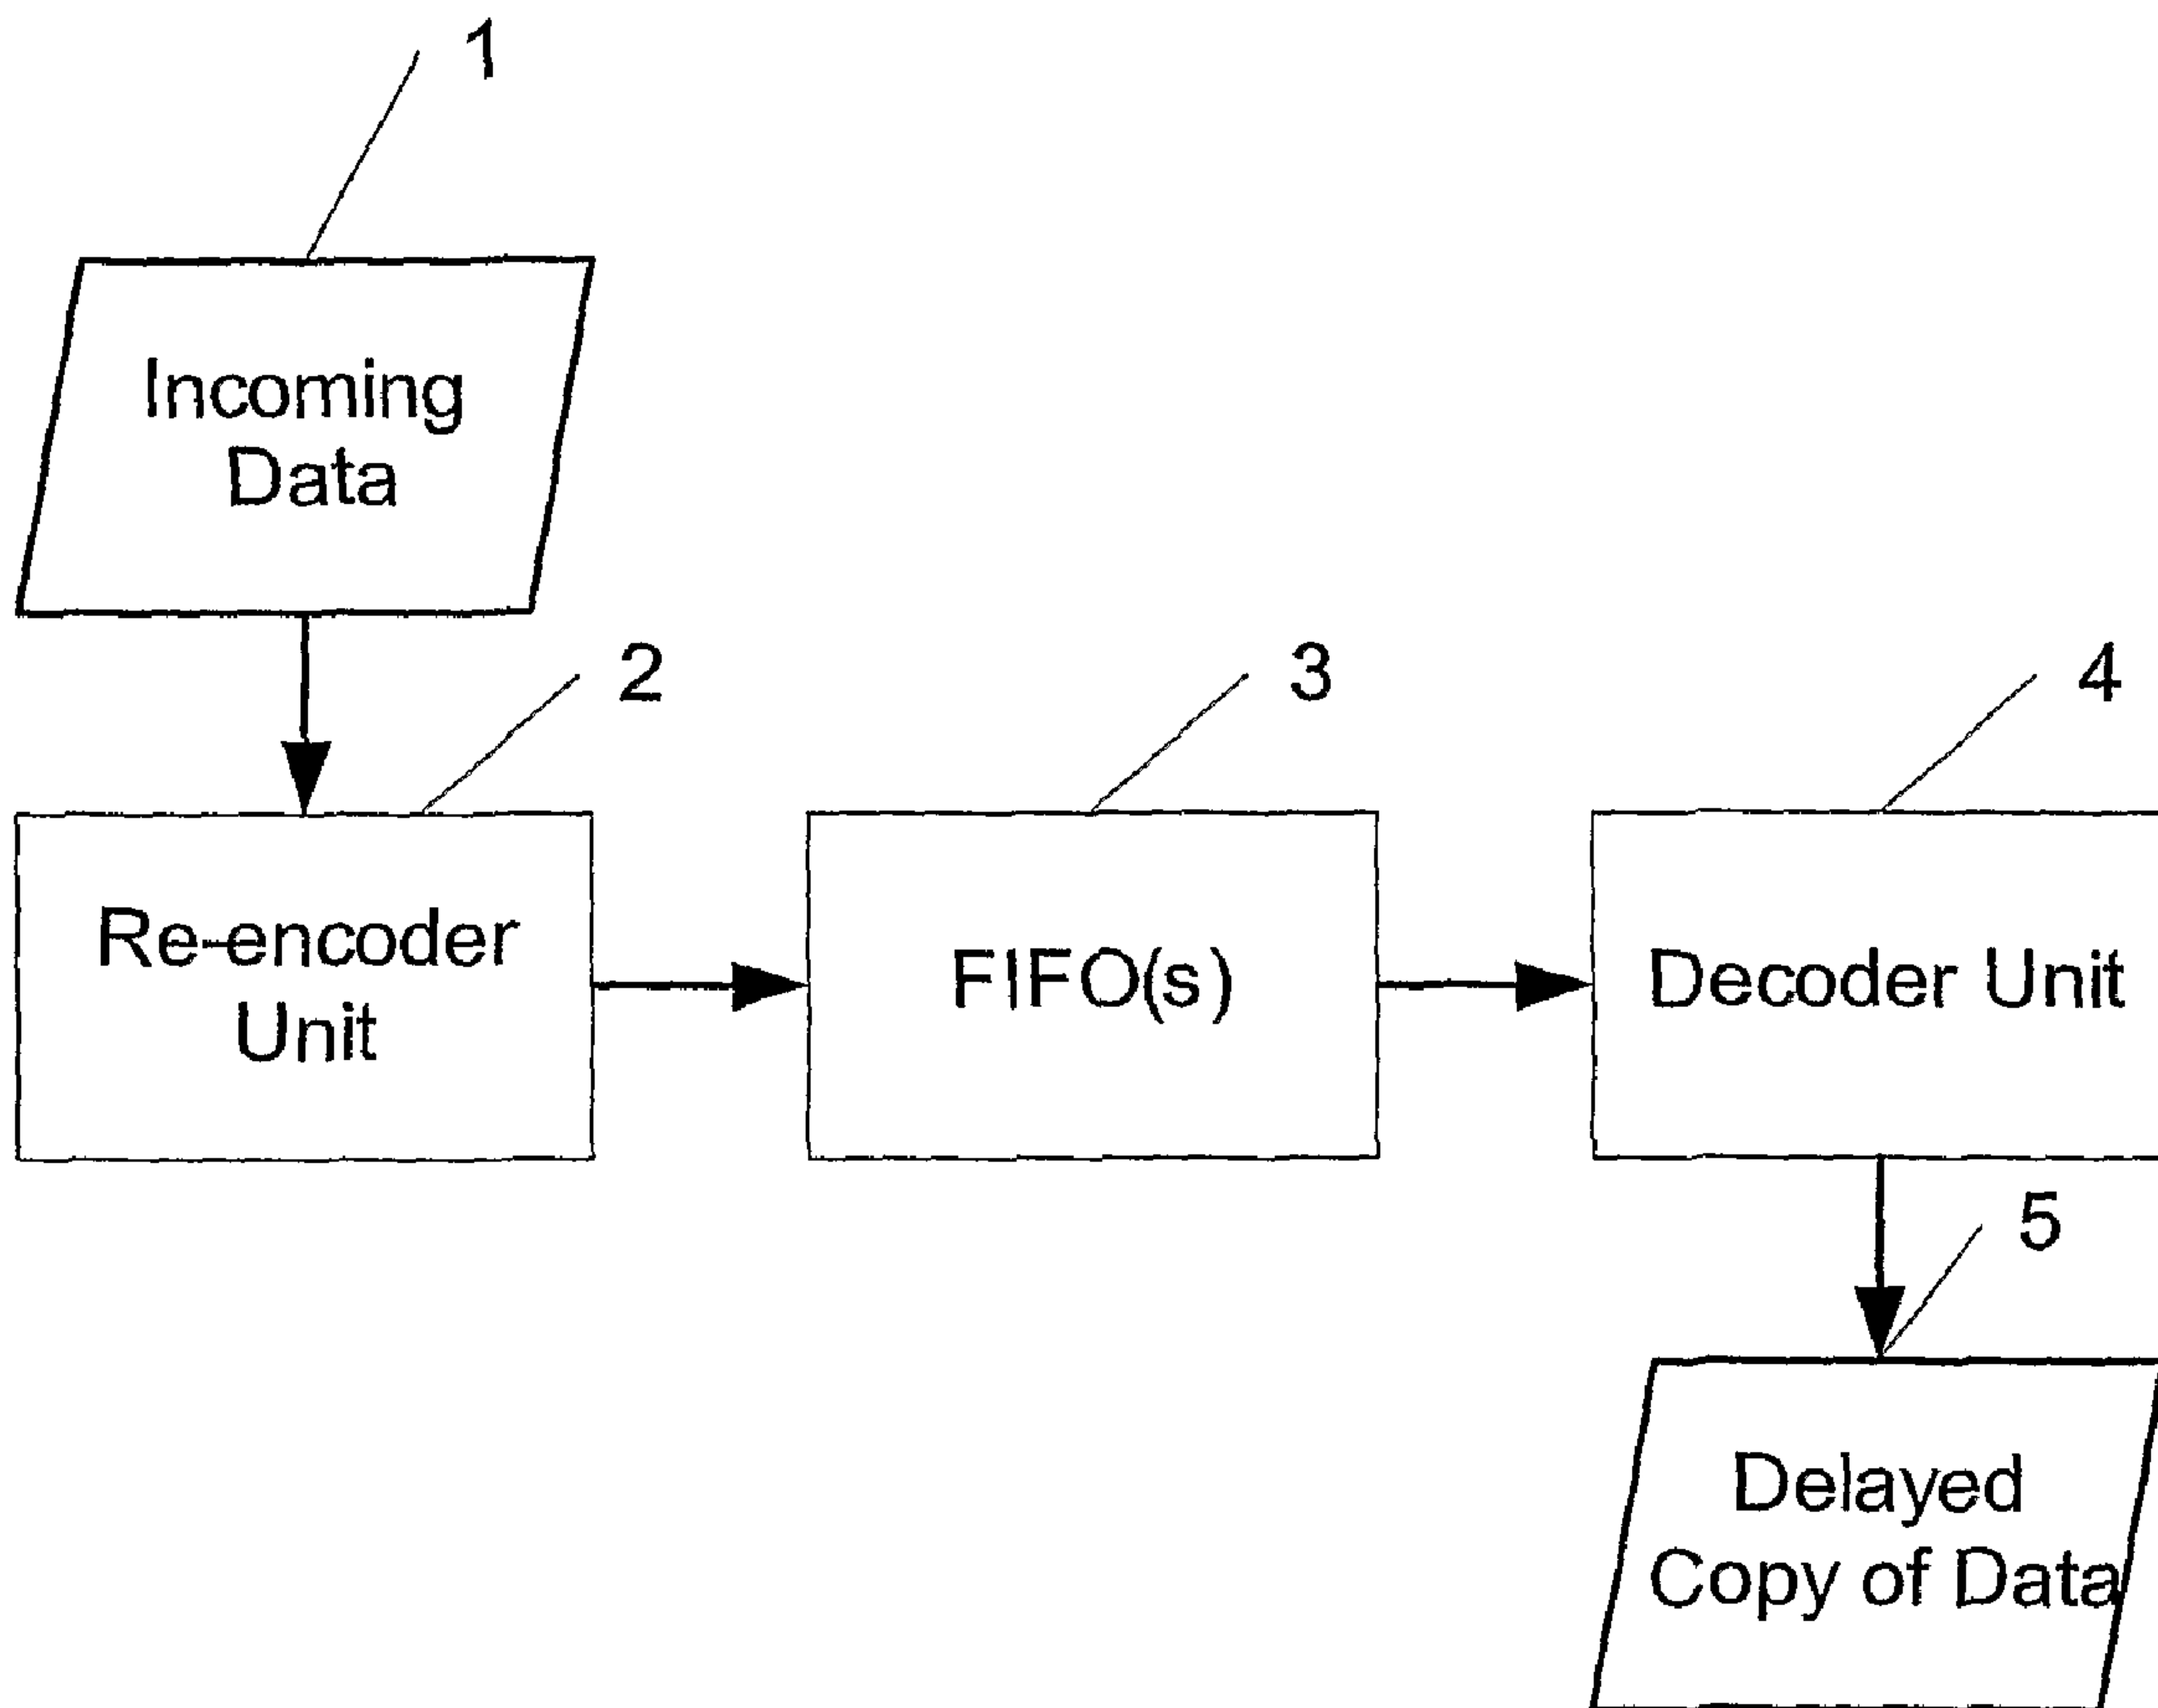 1
Incoming
Data
2
Re-encoder
Unit
3
FIFO(s)
4
Decoder Unit
5
Delayed
Copy of Data